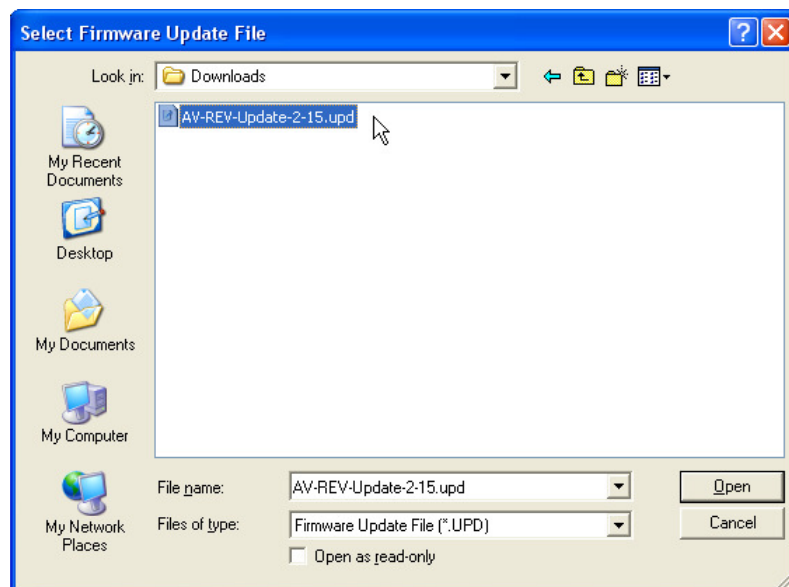 Select Firmware Update File
Look in: Downloads
AV-REV-Update-2-15.upd
My Recent
Documents
Desktop
My Documents
My Computer
My Network
Places
File name: AV-REV-Update-2-15.upd Open
Files of type: Firmware Update File (*.UPD) Cancel
Open as read-only